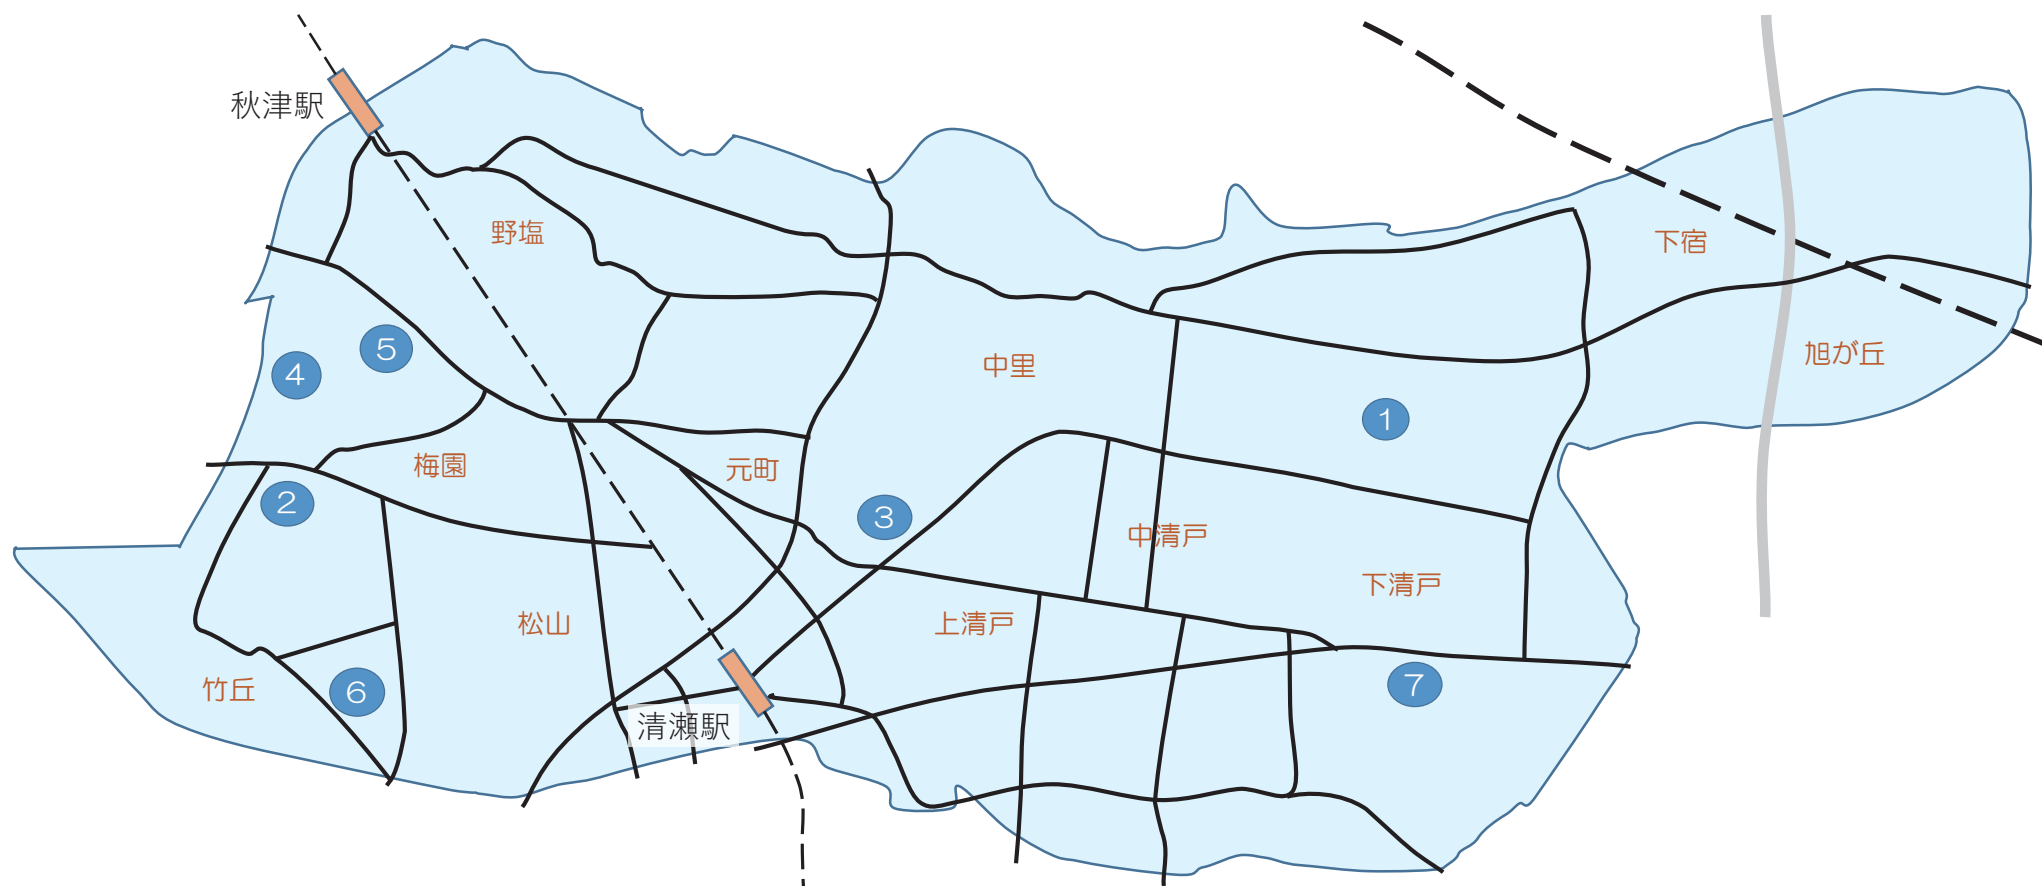 秋津駅
野塩
下宿
⑤
④
中里
旭が丘
①
梅園
元町
②
③
中清戸
下清戸
松山
上清戸
竹丘
⑥
⑦
清瀬駅